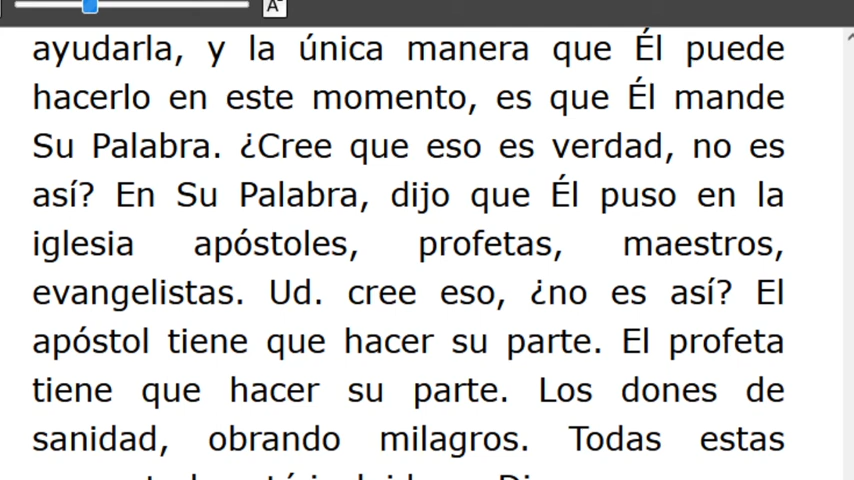 A
ayudarla, y la única manera que Él puede
hacerlo en este momento, es que Él mande
Su Palabra. ¿Cree que eso es verdad, no es
así? En Su Palabra, dijo que Él puso en la
iglesia apóstoles, profetas, maestros,
evangelistas. Ud. cree eso, ¿no es así? El
apóstol tiene que hacer su parte. El profeta
tiene que hacer su parte. Los dones de
sanidad, obrando milagros. Todas estas